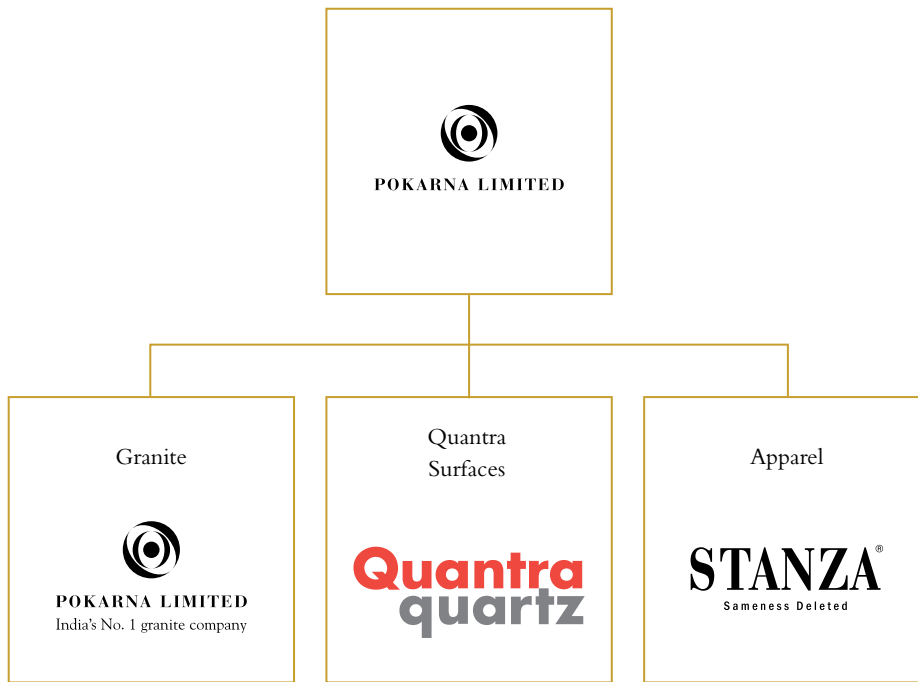 POKARNA LIMITED
Granite
POKARNA LIMITED
India's No. 1 granite company
Quantra
Surfaces
Quantra
quartz
Apparel
STANZA®
Sameness Deleted